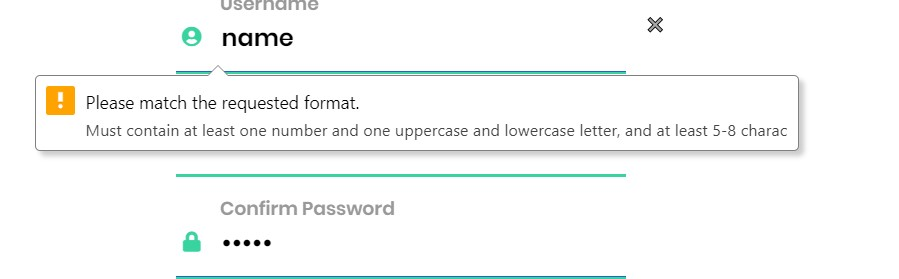 Username
name
Please match the requested format.
Must contain at least one number and one uppercase and lowercase letter, and at least 5-8 charac
Confirm Password
•••••